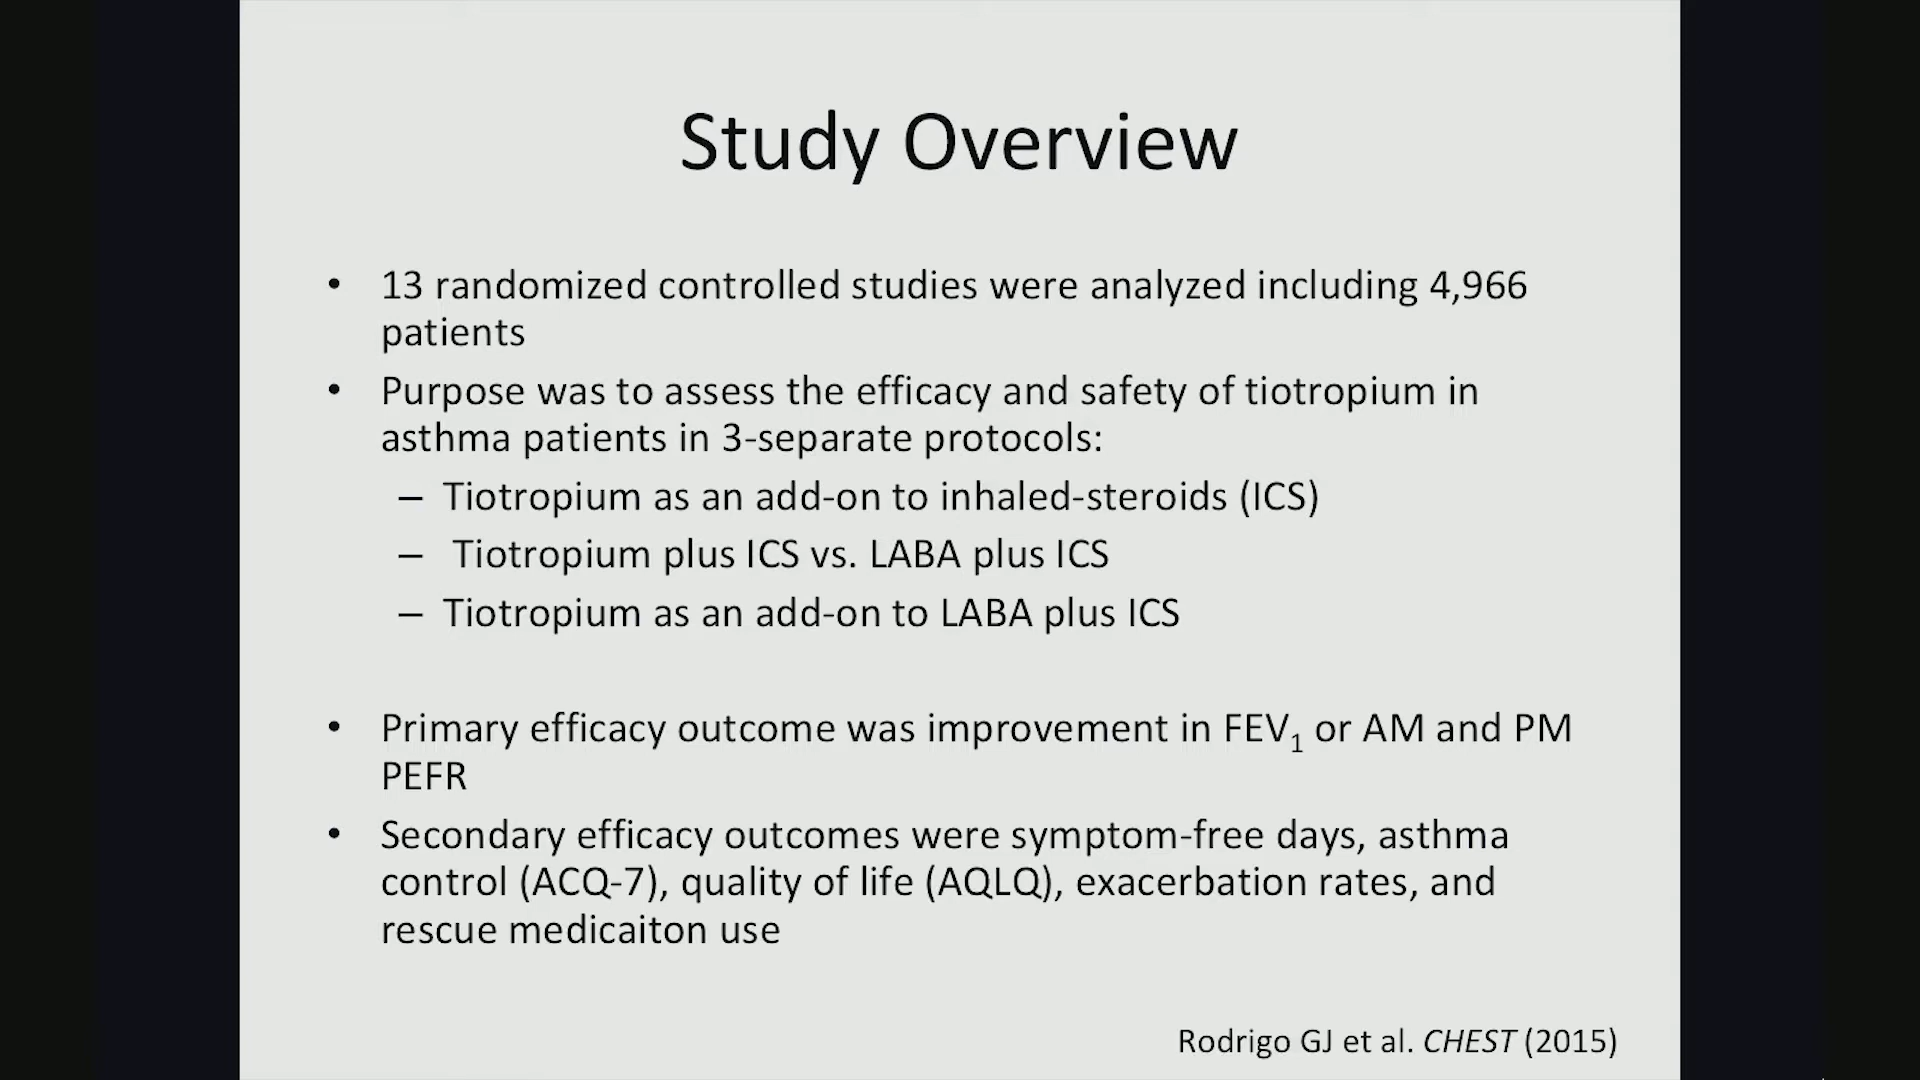 Study Overview
• 13 randomized controlled studies were analyzed including 4,966
patients
• Purpose was to assess the efficacy and safety of tiotropium in
asthma patients in 3-separate protocols:
– Tiotropium as an add-on to inhaled-steroids (ICS)
– Tiotropium plus ICS vs. LABA plus ICS
– Tiotropium as an add-on to LABA plus ICS
• Primary efficacy outcome was improvement in FEV₁ or AM and PM
PEFR
• Secondary efficacy outcomes were symptom-free days, asthma
control (ACQ-7), quality of life (AQLQ), exacerbation rates, and
rescue medicaiton use
Rodrigo GJ et al. CHEST (2015)